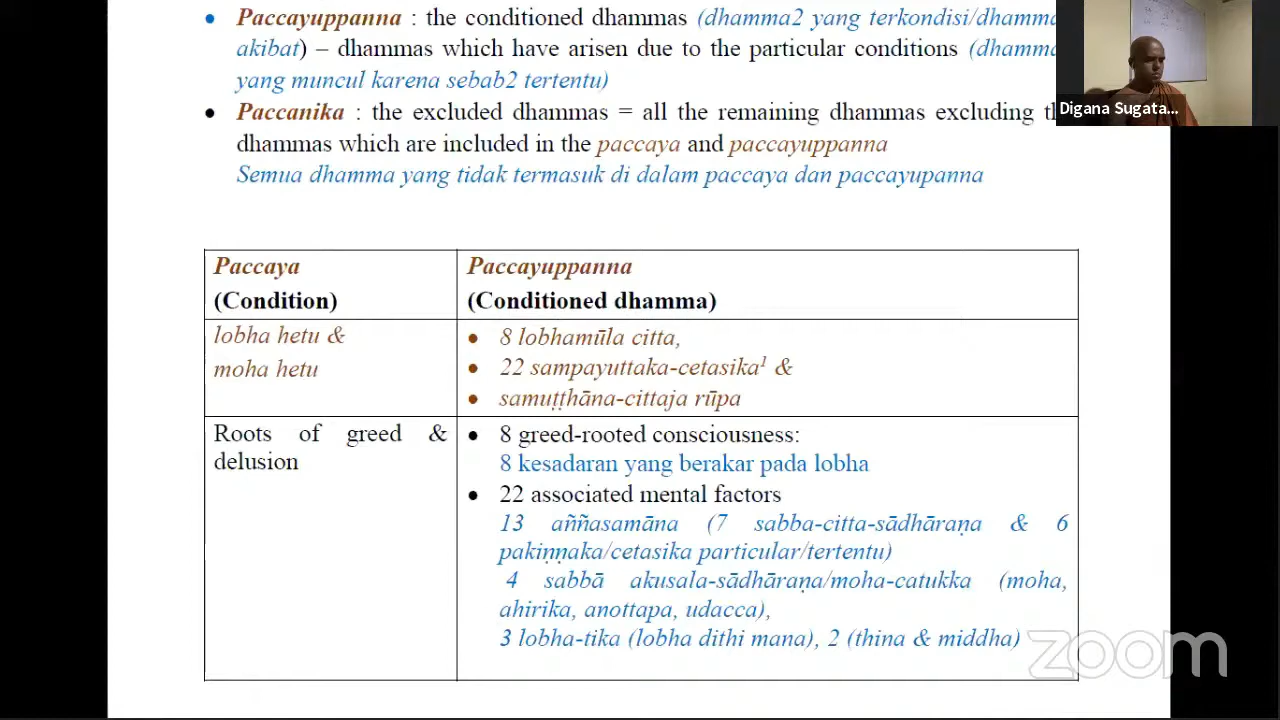 • Paccayuppanna : the conditioned dhammas (dhamma2 yang terkondisi/dhamma
akibat) – dhammas which have arisen due to the particular conditions (dhamma
yang muncul karena sebab2 tertentu)
• Paccanika : the excluded dhammas = all the remaining dhammas excluding th
dhammas which are included in the paccaya and paccayuppanna
Semua dhamma yang tidak termasuk di dalam paccaya dan paccayupanna
Digana Sugata...
Paccaya
(Condition)
Paccayuppanna
(Conditioned dhamma)
lobha hetu &
moha hetu
• 8 lobhamūla citta,
• 22 sampayuttaka-cetasika¹ &
• samuṭṭhāna-cittaja rūpa
Roots of greed &
delusion
• 8 greed-rooted consciousness:
8 kesadaran yang berakar pada lobha
• 22 associated mental factors
13 aññasamāna (7 sabba-citta-sādhāraṇa & 6
pakiṇṇaka/cetasika particular/tertentu)
4 sabbā akusala-sādhāraṇa/moha-catukka (moha,
ahirika, anottapa, udacca),
3 lobha-tika (lobha dithi mana), 2 (thina & middha)
zoom